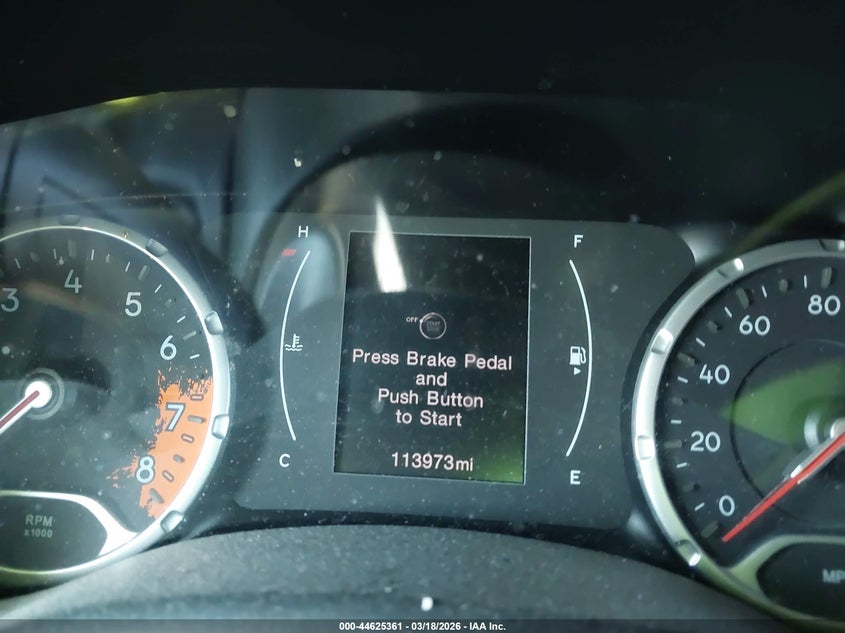 H
F
3
4
5
6
7
8
RPM
x1000
C
E
OFF
START
Press Brake Pedal
and
Push Button
to Start
113973mi
80
60
40
20
0
000-44625361 - 03/18/2026 - IAA Inc.